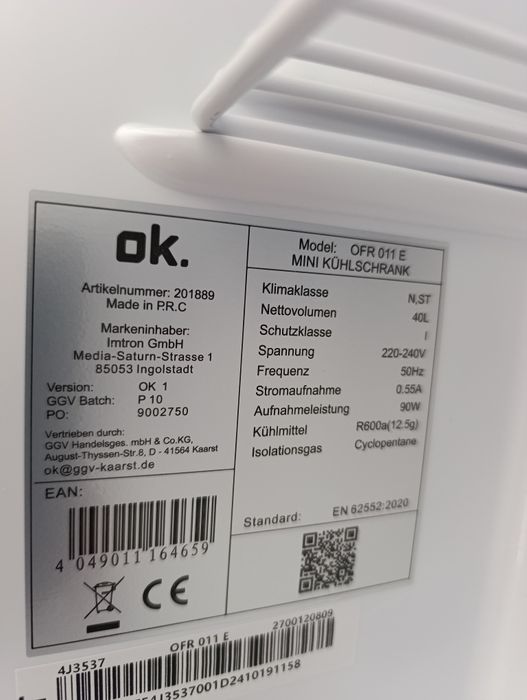 ok.
Artikelnummer: 201889
Made in P.R.C
Markeninhaber:
Imtron GmbH
Media-Saturn-Strasse 1
85053 Ingolstadt
Version: OK 1
GGV Batch: P 10
PO: 9002750
Vertrieben durch:
GGV Handelsges. mbH & Co.KG,
August-Thyssen-Str.8, D - 41564 Kaarst
ok@ggv-kaarst.de
EAN:
4 049011 164659
CE
Model: OFR 011 E
MINI KÜHLSCHRANK
Klimaklasse N,ST
Nettovolumen 40L
Schutzklasse I
Spannung 220-240V
Frequenz 50Hz
Stromaufnahme 0.55A
Aufnahmeleistung 90W
Kühlmittel R600a(12.5g)
Isolationsgas Cyclopentane
Standard: EN 62552:2020
4J3537 OFR 011 E 2700120809
4J3537001D2410191158